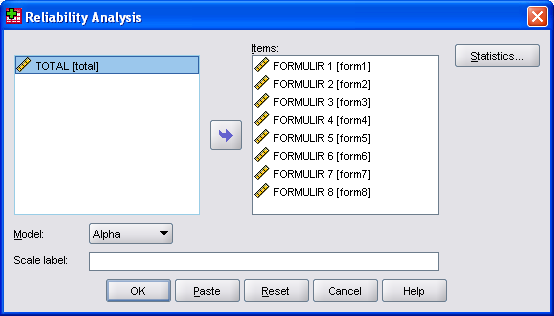 Reliability Analysis
Items:
TOTAL [total]
FORMULIR 1 [form1]
FORMULIR 2 [form2]
FORMULIR 3 [form3]
FORMULIR 4 [form4]
FORMULIR 5 [form5]
FORMULIR 6 [form6]
FORMULIR 7 [form7]
FORMULIR 8 [form8]
Statistics...
Model:
Alpha
Scale label:
OK
Paste
Reset
Cancel
Help